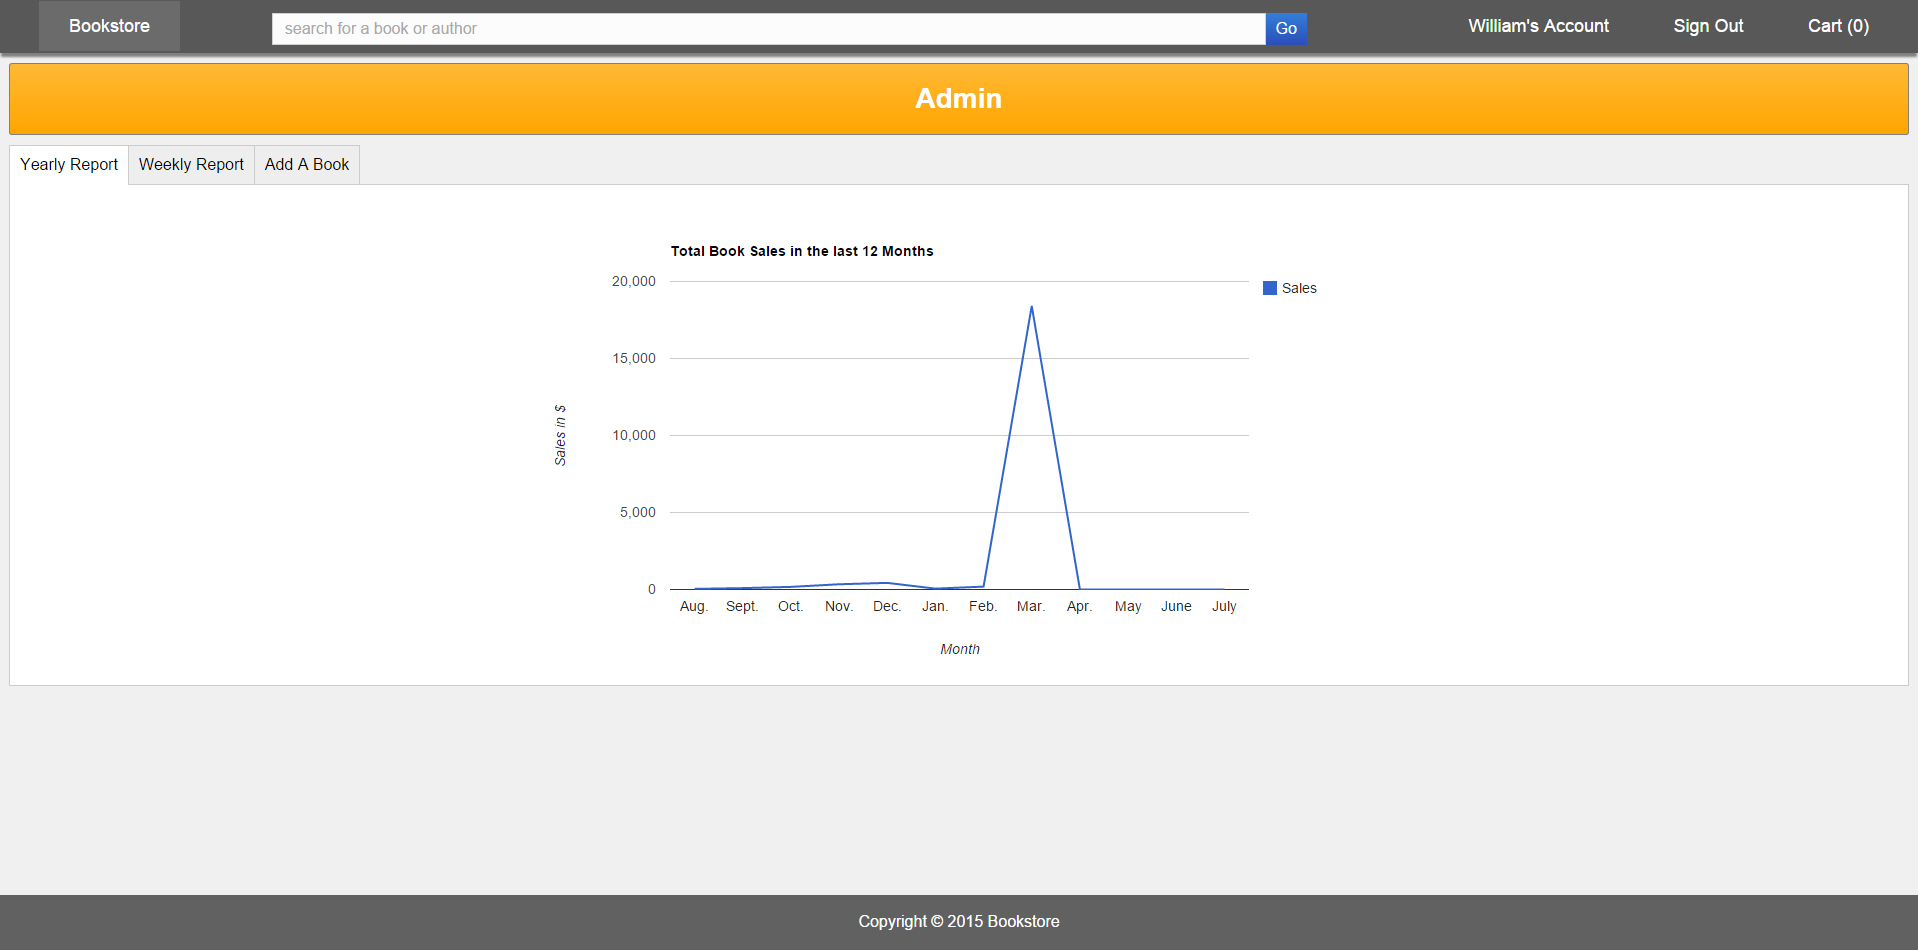 Bookstore
search for a book or author
Go
William's Account
Sign Out
Cart (0)
Admin
Yearly Report
Weekly Report
Add A Book
Total Book Sales in the last 12 Months
20,000
15,000
10,000
5,000
0
Sales in $
Sales
Aug. Sept. Oct. Nov. Dec. Jan. Feb. Mar. Apr. May June July
Month
Copyright © 2015 Bookstore